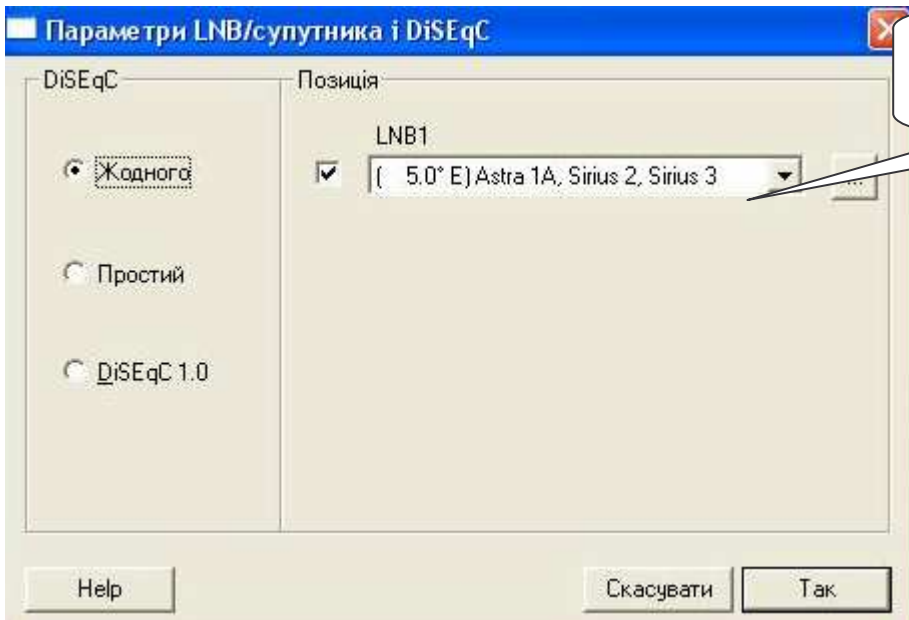 Параметри LNB/супутника і DiSEqC
DiSEqC
Позиція
LNB1
Жодного
( 5.0° E) Astra 1A, Sirius 2, Sirius 3
...
Простий
DiSEqC 1.0
Help
Скасувати
Так